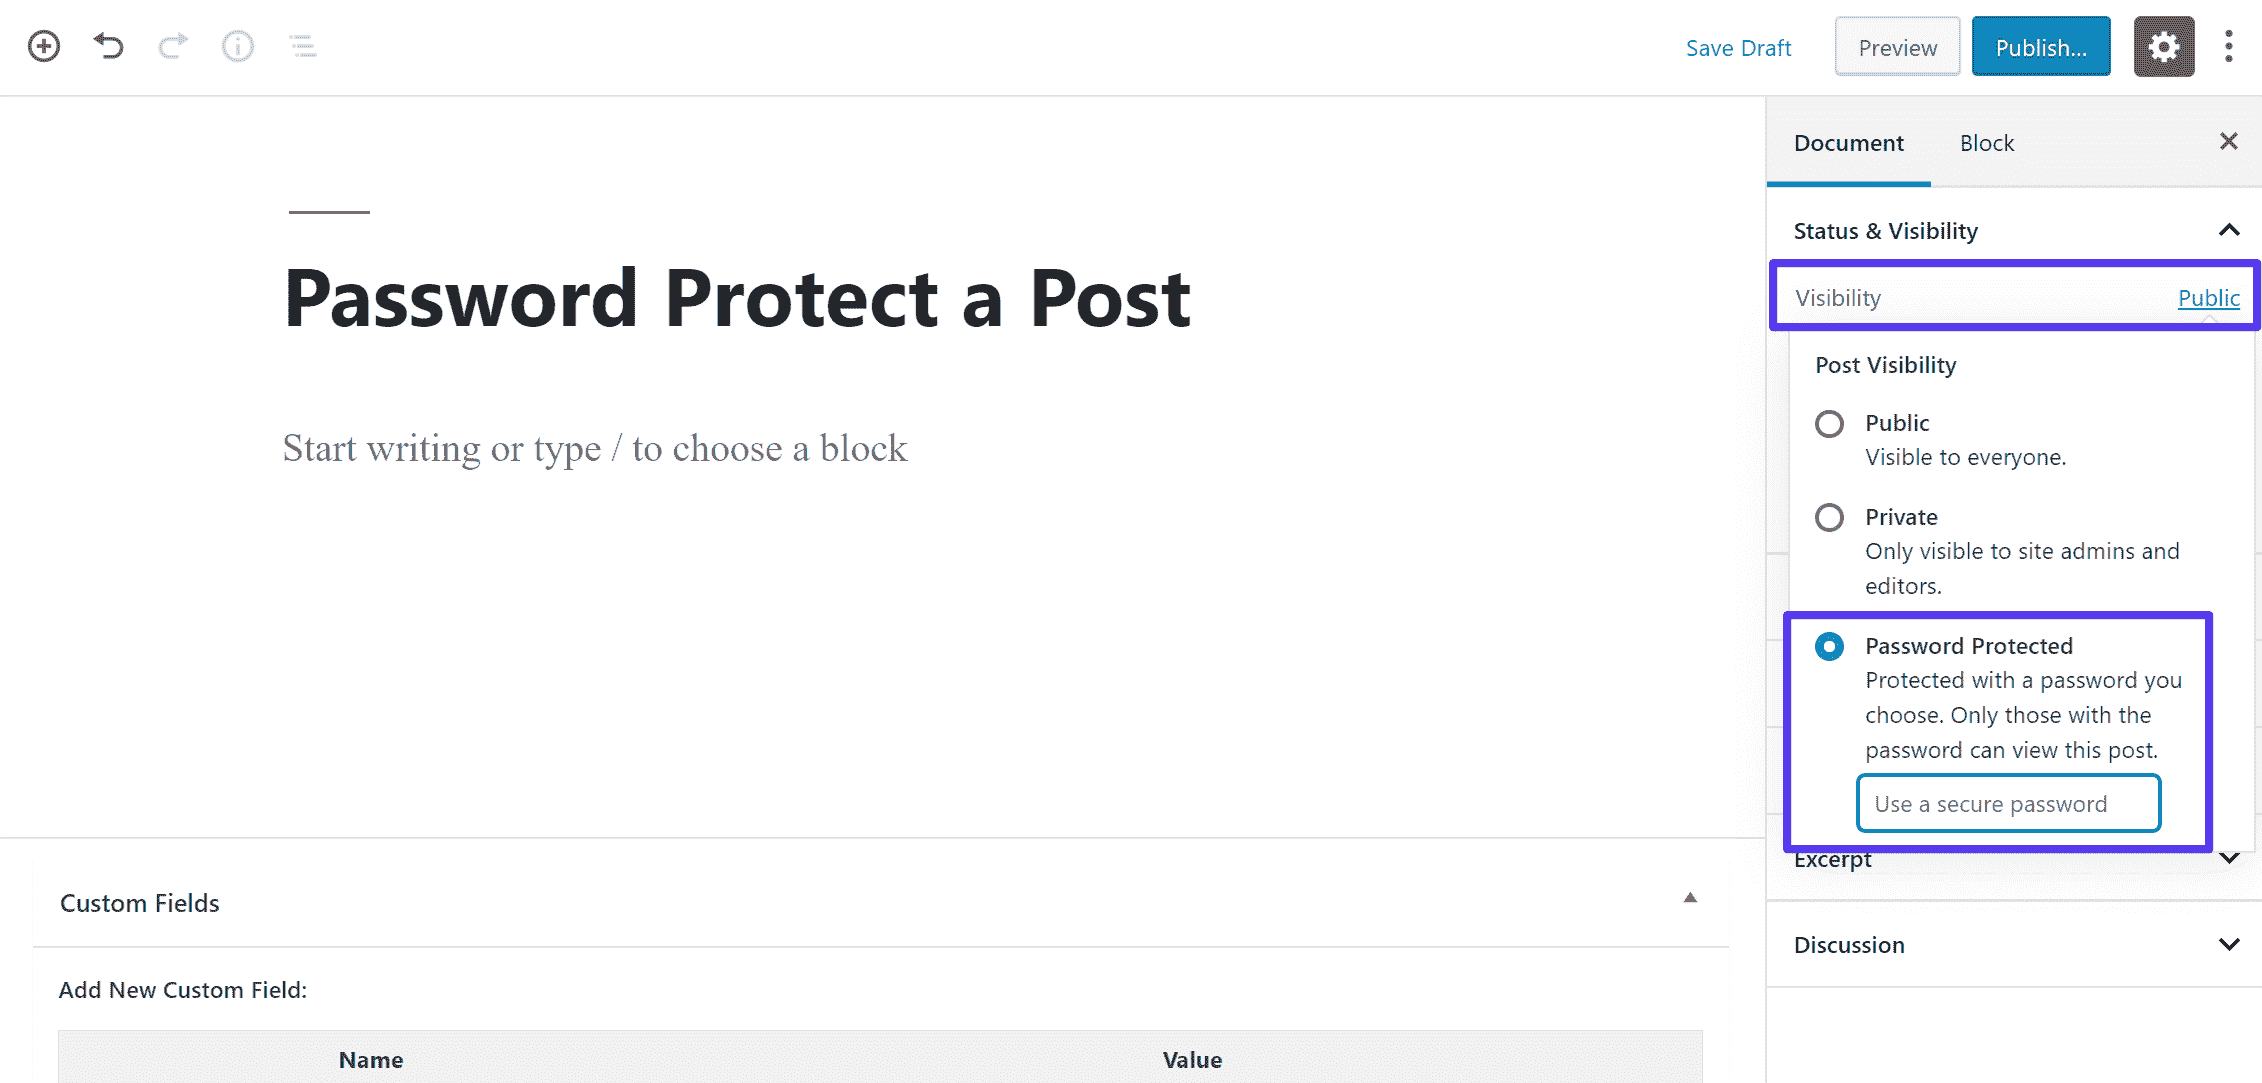 Save Draft
Preview
Publish...
Document
Block
Status & Visibility
Visibility
Public
Post Visibility
Public
Visible to everyone.
Private
Only visible to site admins and
editors.
Password Protected
Protected with a password you
choose. Only those with the
password can view this post.
Use a secure password
Excerpt
Discussion
Password Protect a Post
Start writing or type / to choose a block
Custom Fields
Add New Custom Field:
Name
Value